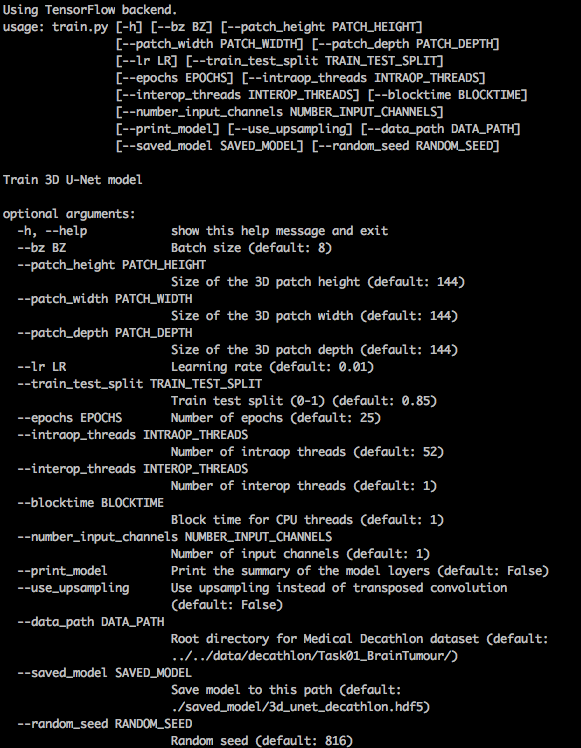 Using TensorFlow backend.
usage: train.py [-h] [--bz BZ] [--patch_height PATCH_HEIGHT]
[--patch_width PATCH_WIDTH] [--patch_depth PATCH_DEPTH]
[--lr LR] [--train_test_split TRAIN_TEST_SPLIT]
[--epochs EPOCHS] [--intraop_threads INTRAOP_THREADS]
[--interop_threads INTEROP_THREADS] [--blocktime BLOCKTIME]
[--number_input_channels NUMBER_INPUT_CHANNELS]
[--print_model] [--use_upsampling] [--data_path DATA_PATH]
[--saved_model SAVED_MODEL] [--random_seed RANDOM_SEED]
Train 3D U-Net model
optional arguments:
-h, --help show this help message and exit
--bz BZ Batch size (default: 8)
--patch_height PATCH_HEIGHT
Size of the 3D patch height (default: 144)
--patch_width PATCH_WIDTH
Size of the 3D patch width (default: 144)
--patch_depth PATCH_DEPTH
Size of the 3D patch depth (default: 144)
--lr LR Learning rate (default: 0.01)
--train_test_split TRAIN_TEST_SPLIT
Train test split (0-1) (default: 0.85)
--epochs EPOCHS Number of epochs (default: 25)
--intraop_threads INTRAOP_THREADS
Number of intraop threads (default: 52)
--interop_threads INTEROP_THREADS
Number of interop threads (default: 1)
--blocktime BLOCKTIME
Block time for CPU threads (default: 1)
--number_input_channels NUMBER_INPUT_CHANNELS
Number of input channels (default: 1)
--print_model Print the summary of the model layers (default: False)
--use_upsampling Use upsampling instead of transposed convolution
(default: False)
--data_path DATA_PATH
Root directory for Medical Decathlon dataset (default:
../../data/decathlon/Task01_BrainTumour/)
--saved_model SAVED_MODEL
Save model to this path (default:
./saved_model/3d_unet_decathlon.hdf5)
--random_seed RANDOM_SEED
Random seed (default: 816)